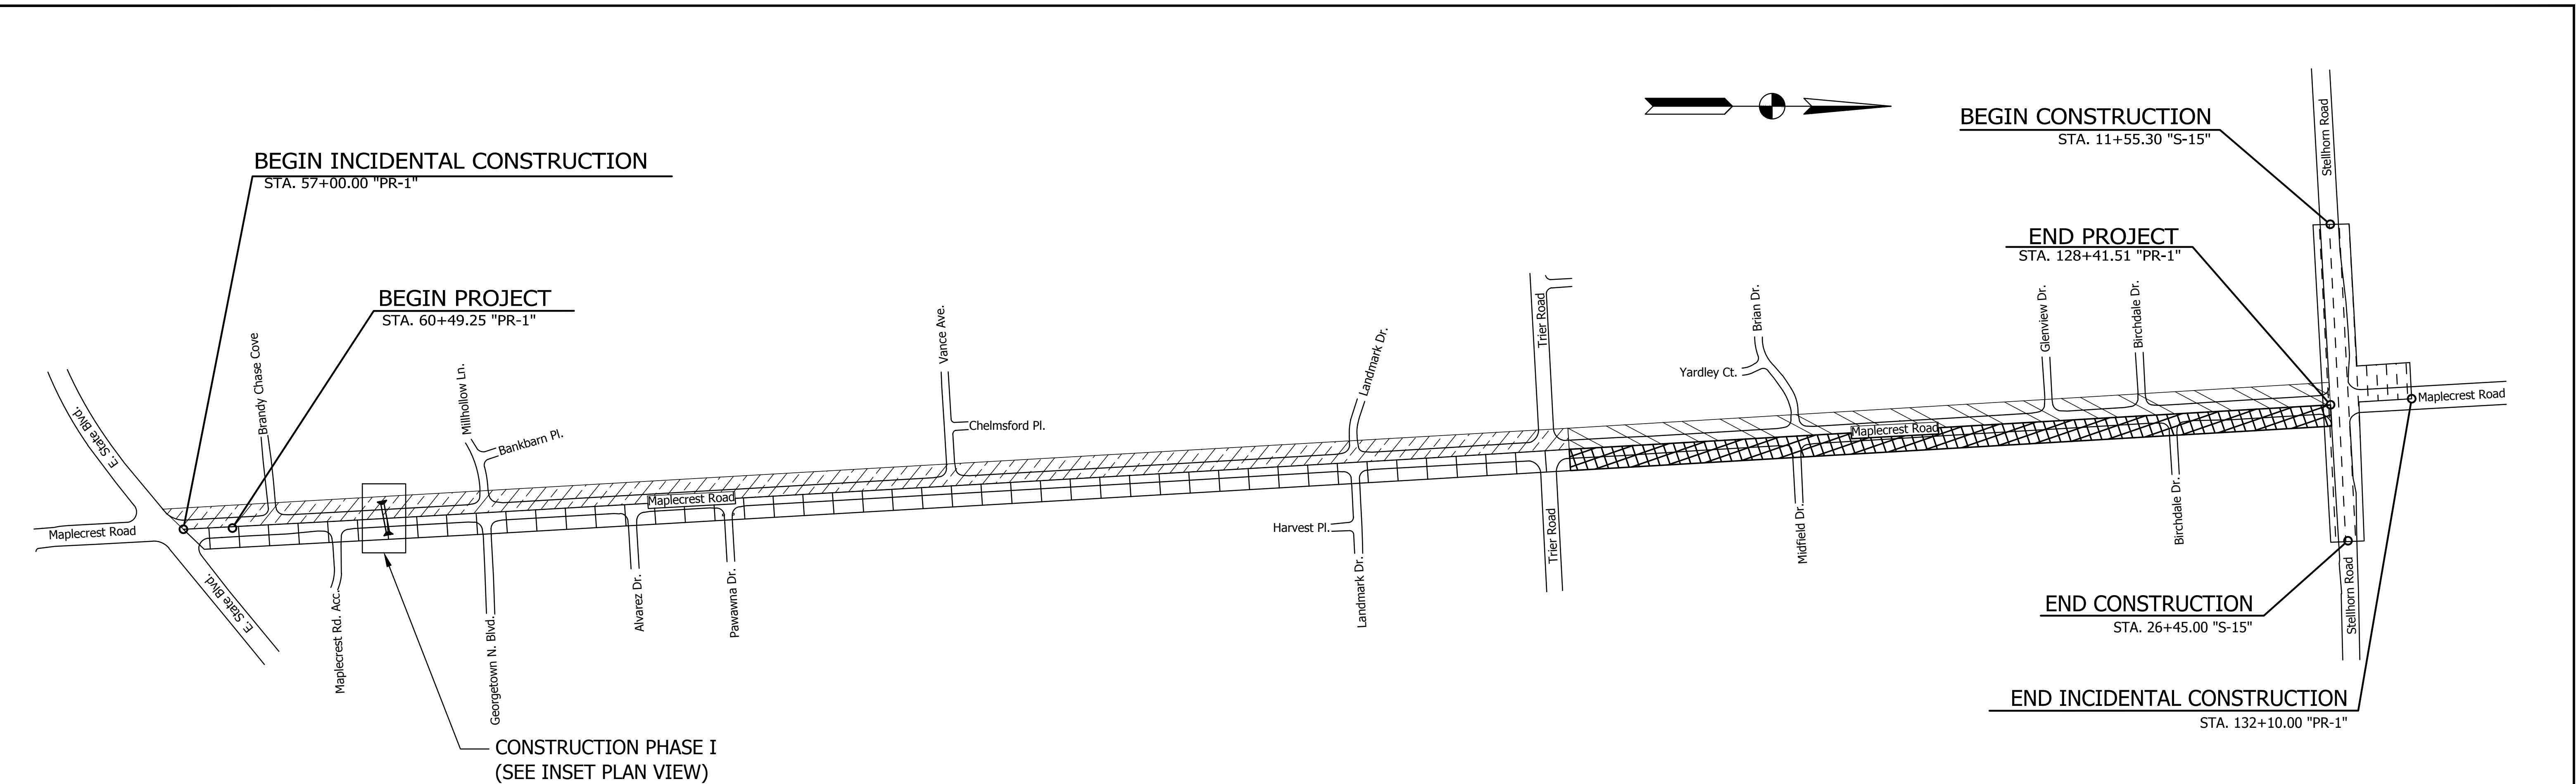 BEGIN INCIDENTAL CONSTRUCTION
STA. 57+00.00 "PR-1"
BEGIN PROJECT
STA. 60+49.25 "PR-1"
BEGIN CONSTRUCTION
STA. 11+55.30 "S-15"
END PROJECT
STA. 128+41.51 "PR-1"
Stellhorn Road
E. State Blvd.
Brandy Chase Cove
Millhollow Ln.
Bankbarn Pl.
Vance Ave.
Chelmsford Pl.
Landmark Dr.
Trier Road
Yardley Ct.
Brian Dr.
Glenview Dr.
Birchdale Dr.
Maplecrest Road
Maplecrest Road
Maplecrest Road
Maplecrest Road
E. State Blvd.
Maplecrest Rd. Acc.
Georgetown N. Blvd.
Alvarez Dr.
Pawawna Dr.
Harvest Pl.
Landmark Dr.
Trier Road
Midfield Dr.
Birchdale Dr.
Stellhorn Road
END CONSTRUCTION
STA. 26+45.00 "S-15"
END INCIDENTAL CONSTRUCTION
STA. 132+10.00 "PR-1"
CONSTRUCTION PHASE I
(SEE INSET PLAN VIEW)